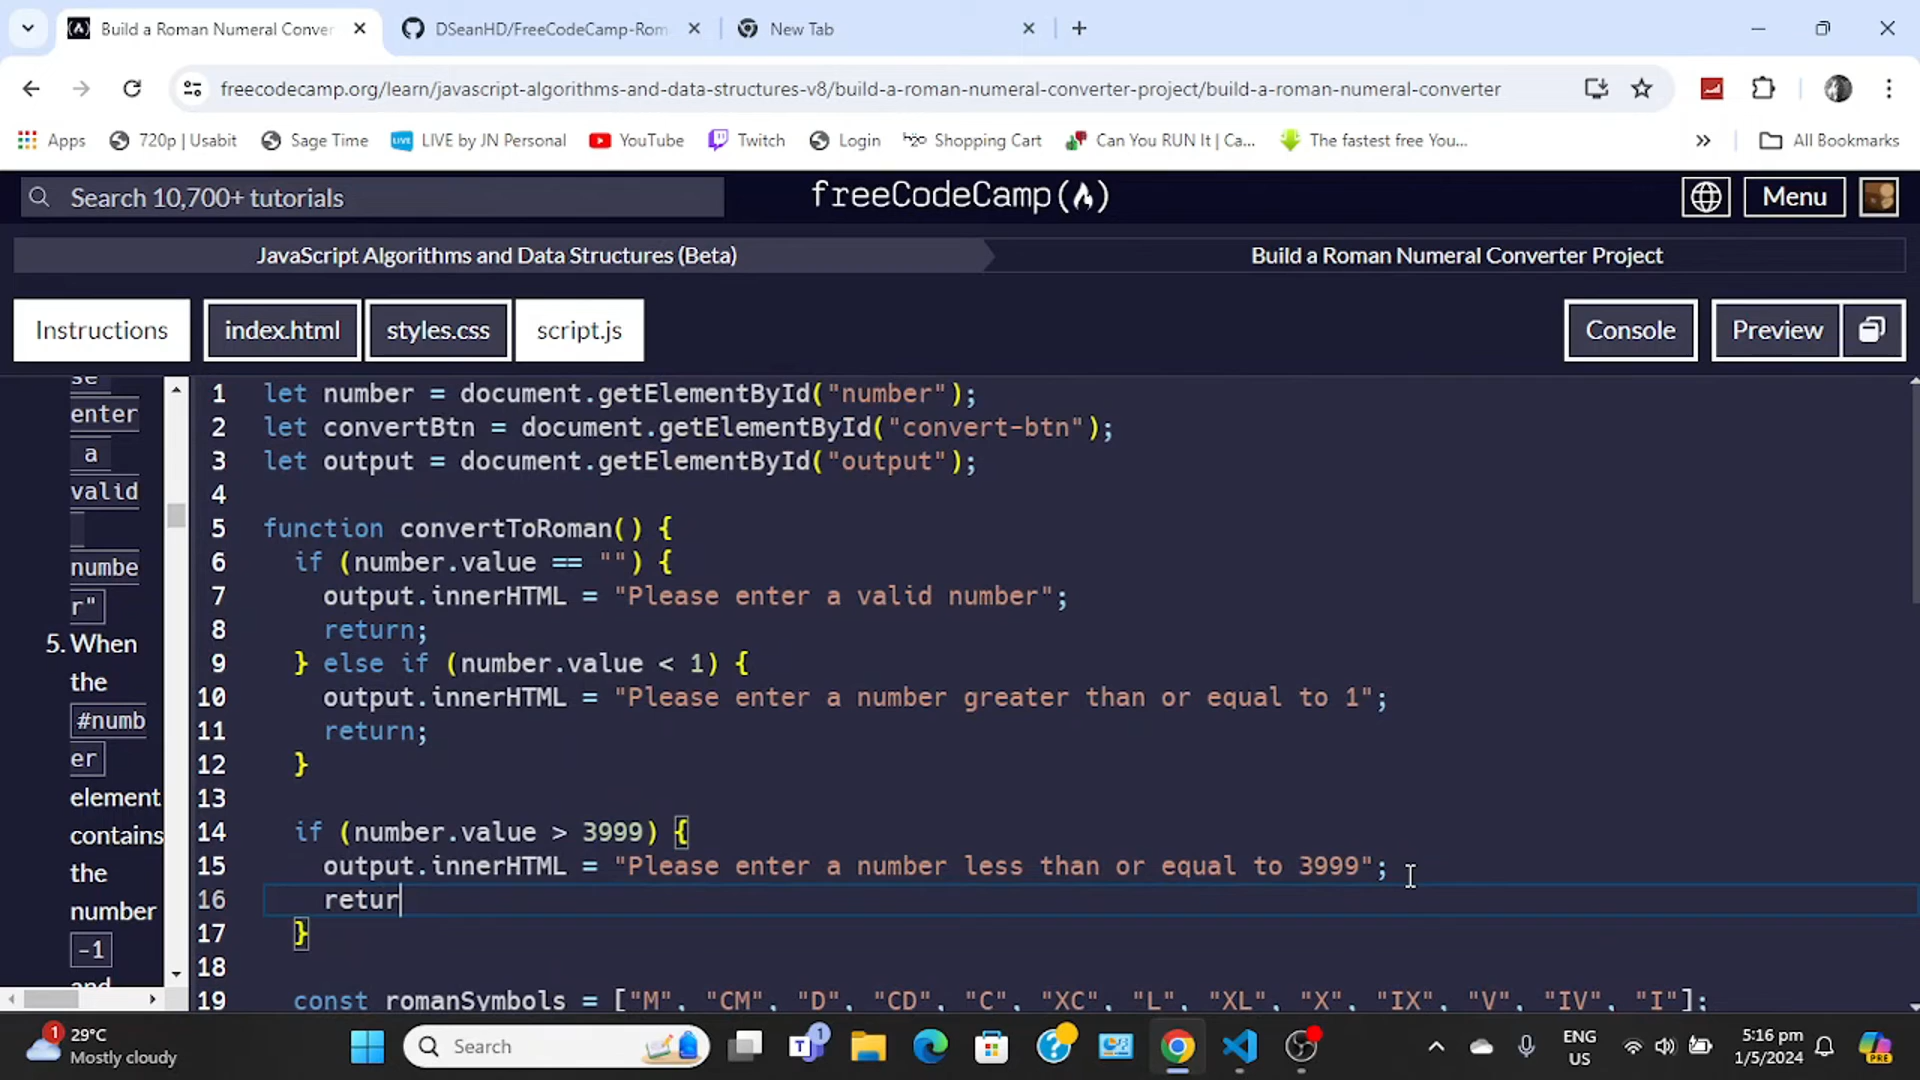 Build a Roman Numeral Conver
DSeanHD/FreeCodeCamp-Rom
New Tab
freecodecamp.org/learn/javascript-algorithms-and-data-structures-v8/build-a-roman-numeral-converter-project/build-a-roman-numeral-converter
Apps 720p | Usabit Sage Time LIVE by JN Personal YouTube Twitch Login Shopping Cart Can You RUN It | Ca... The fastest free You... » All Bookmarks
Search 10,700+ tutorials
freeCodeCamp
Menu
JavaScript Algorithms and Data Structures (Beta)
Build a Roman Numeral Converter Project
Instructions index.html styles.css script.js Console Preview
se
enter
a
valid
numbe
r"
5. When
the
#numb
er
element
contains
the
number
-1
and
1 let number = document.getElementById("number");
2 let convertBtn = document.getElementById("convert-btn");
3 let output = document.getElementById("output");
4
5 function convertToRoman() {
6 if (number.value == "") {
7 output.innerHTML = "Please enter a valid number";
8 return;
9 } else if (number.value < 1) {
10 output.innerHTML = "Please enter a number greater than or equal to 1";
11 return;
12 }
13
14 if (number.value > 3999) {
15 output.innerHTML = "Please enter a number less than or equal to 3999";
16 retur
17 }
18
19 const romanSymbols = ["M", "CM", "D", "CD", "C", "XC", "L", "XL", "X", "IX", "V", "IV", "I"];
1
29°C
Mostly cloudy
Search
1
ENG
US
5:16 pm
1/5/2024
PRE